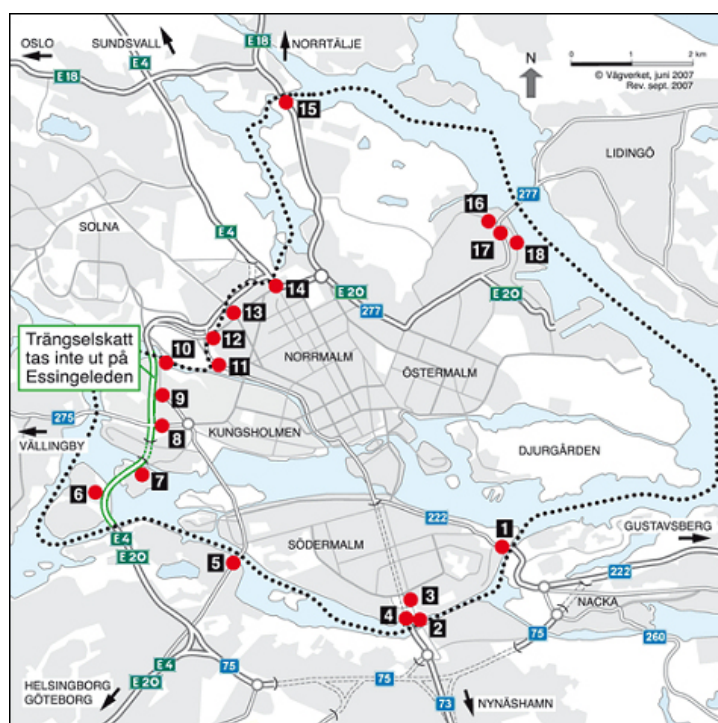 OSLO
SUNDSVALL
E18
NORRTÄLJE
E4
E18
N
0 1 2 km
© Vägverket, juni 2007
Rev. sept. 2007
15
LIDINGÖ
277
16
SOLNA
E4
17
18
14
E20
277
E20
13
Trängselskatt
tas inte ut på
Essingeleden
10
12
NORRMALM
11
ÖSTERMALM
9
275
8
KUNGSHOLMEN
VÄLLINGBY
DJURGÅRDEN
7
6
222
1
GUSTAVSBERG
E4
E20
SÖDERMALM
5
222
3
4
2
NACKA
75
260
E4
E20
75
75
HELSINGBORG
GÖTEBORG
73
NYNÄSHAMN